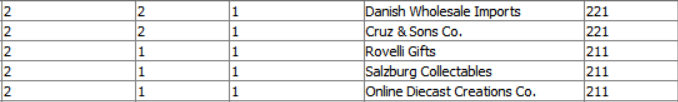 2 2 1 Danish Wholesale Imports 221
2 2 1 Cruz & Sons Co. 221
2 1 1 Rovelli Gifts 211
2 1 1 Salzburg Collectables 211
2 1 1 Online Diecast Creations Co. 211